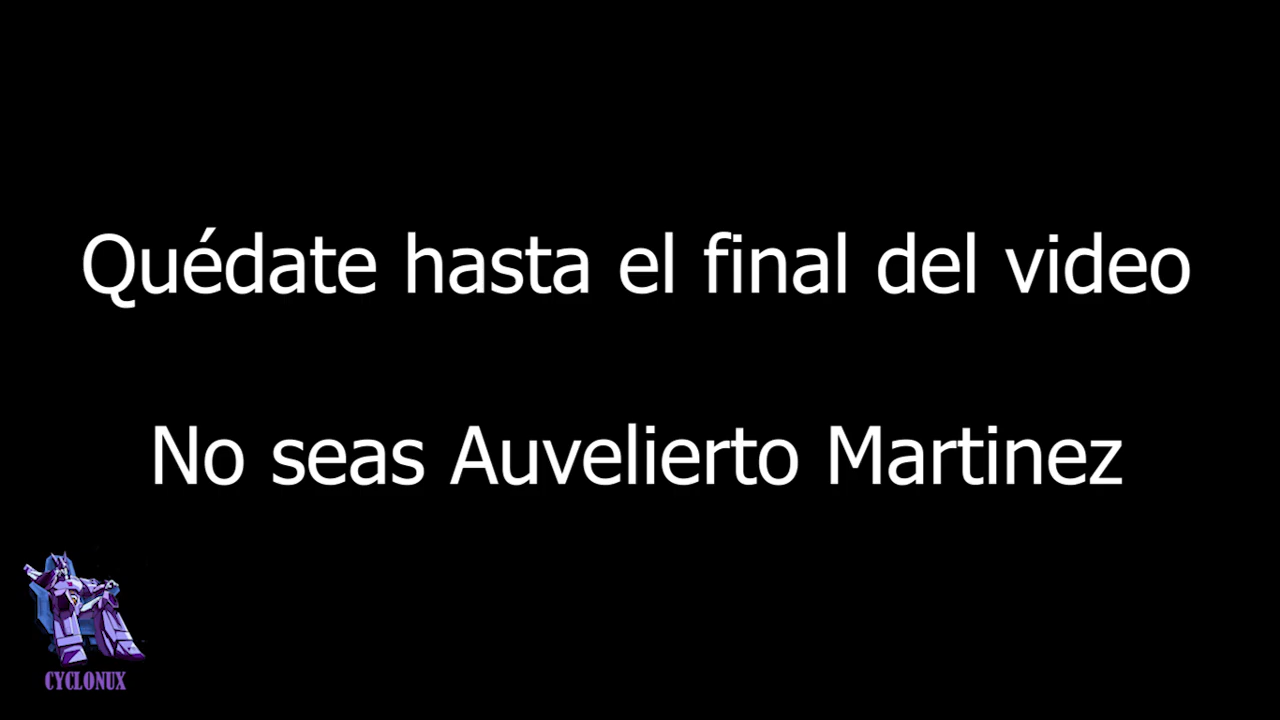 Quédate hasta el final del video
No seas Auvelierto Martinez
CYCLONUX